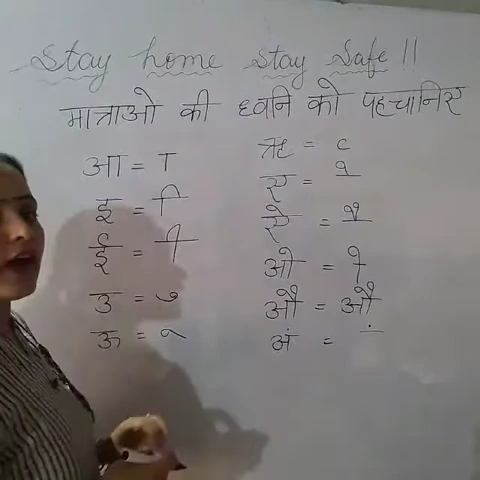 Stay home Stay Safe !!
मात्राओ की ध्वनि को पहचानिए
आ = ा
इ = ि
ई = ी
उ = ु
ऊ = ू
ऋ = ृ
ए = े
ऐ = ै
ओ = ो
औ = औ
अं = ं